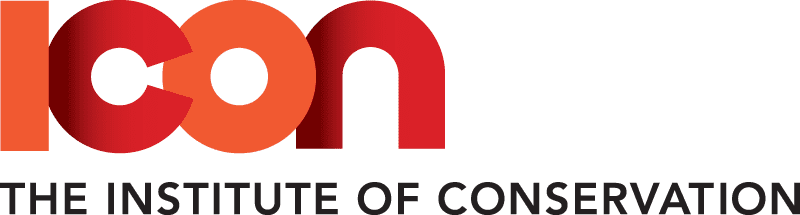 ICON
THE INSTITUTE OF CONSERVATION